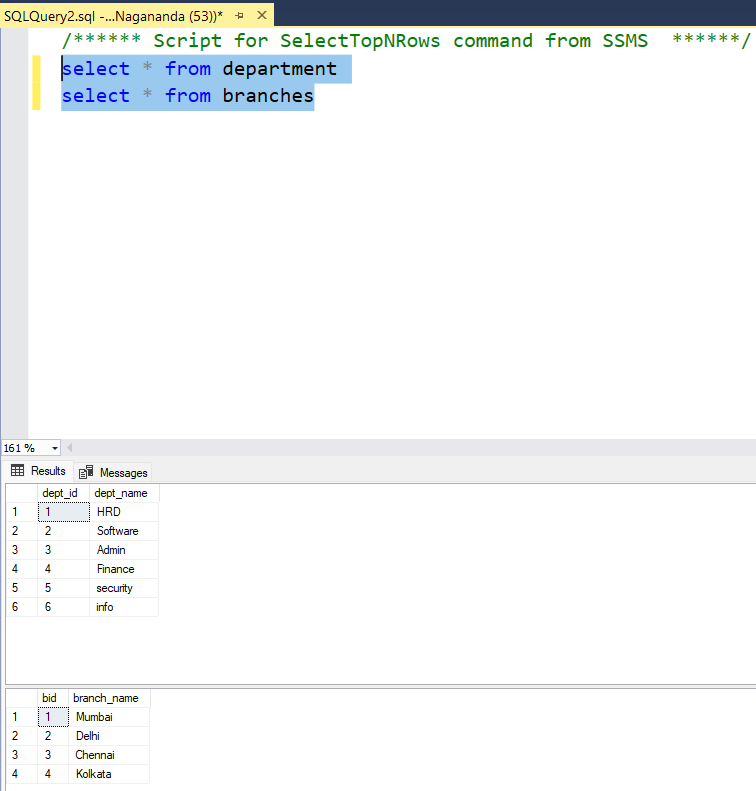 SQLQuery2.sql -...Nagananda (53))*
/****** Script for SelectTopNRows command from SSMS  ******/
select * from department
select * from branches
161 %
Results Messages
dept_id dept_name
1 1 HRD
2 2 Software
3 3 Admin
4 4 Finance
5 5 security
6 6 info
bid branch_name
1 1 Mumbai
2 2 Delhi
3 3 Chennai
4 4 Kolkata